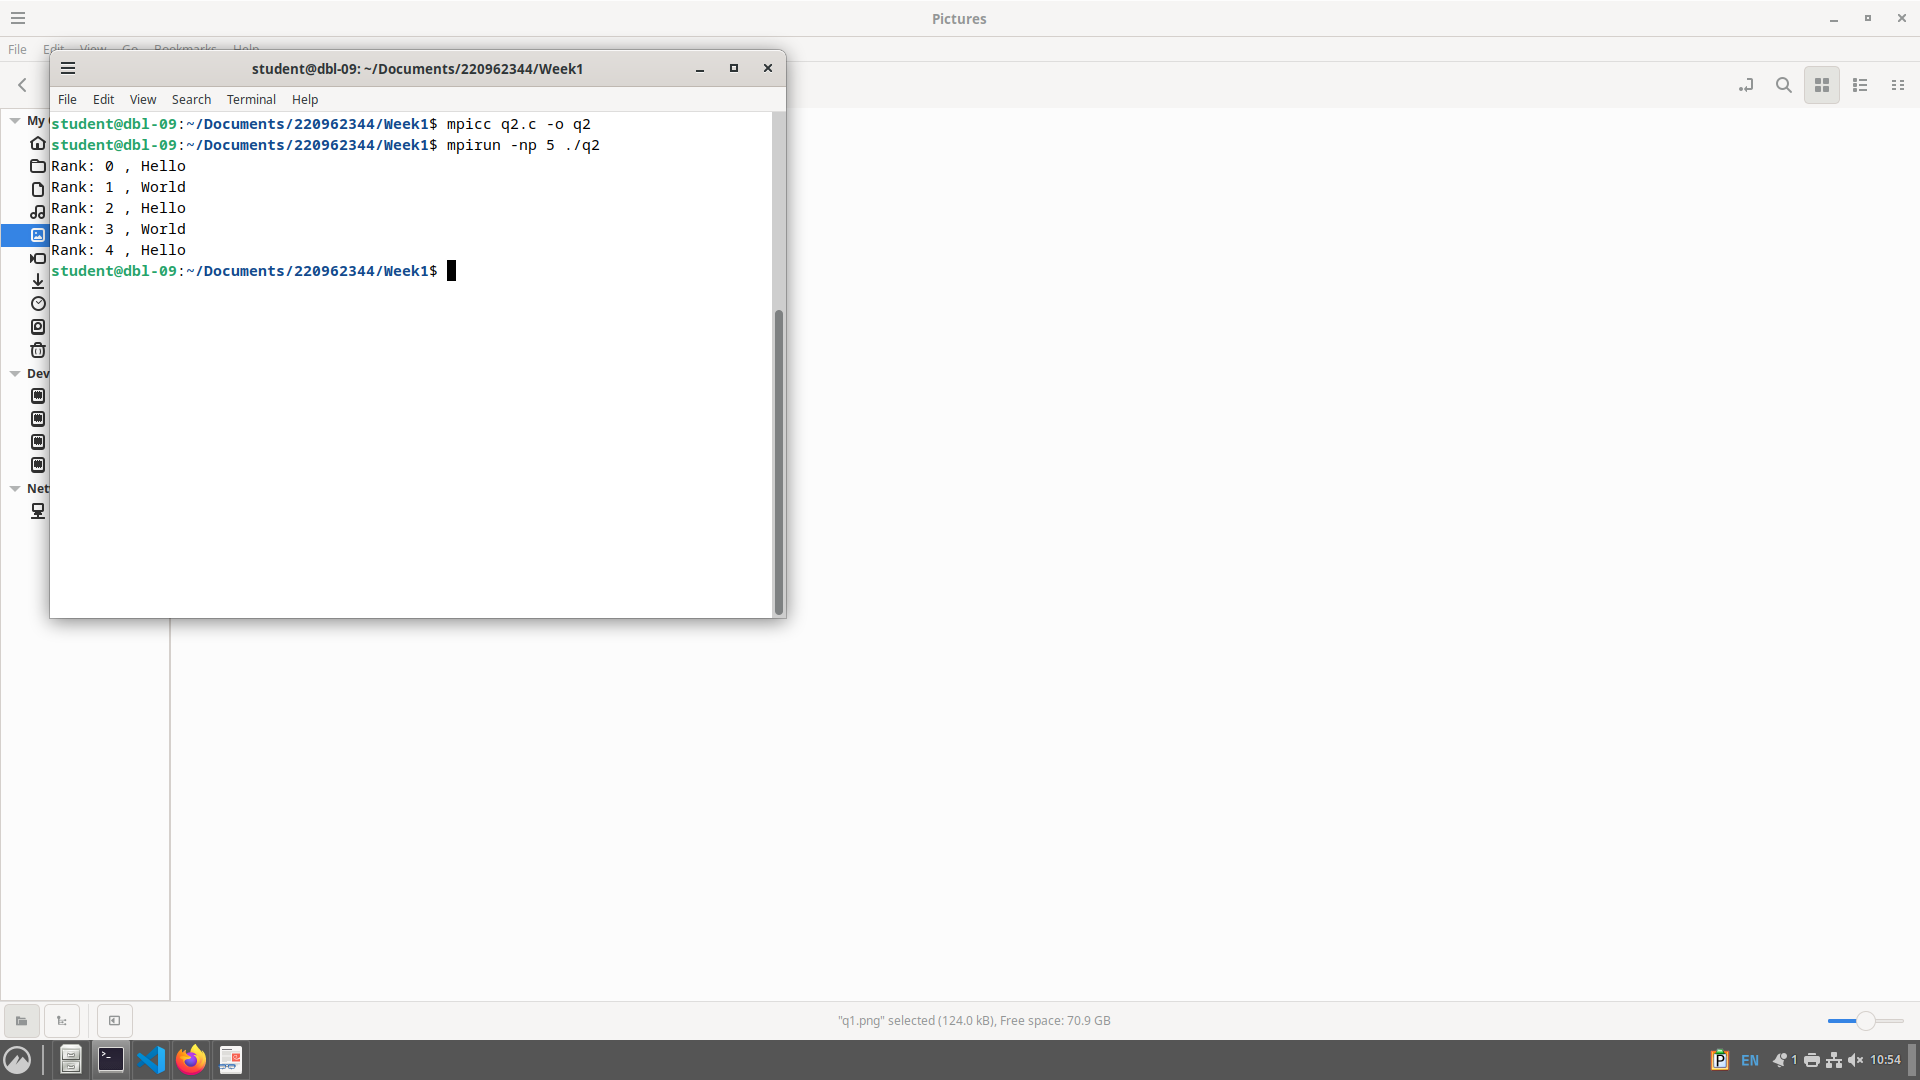 Pictures
File Edit View Go Bookmarks Help
student@dbl-09: ~/Documents/220962344/Week1
File Edit View Search Terminal Help
student@dbl-09:~/Documents/220962344/Week1$ mpicc q2.c -o q2
student@dbl-09:~/Documents/220962344/Week1$ mpirun -np 5 ./q2
Rank: 0 , Hello
Rank: 1 , World
Rank: 2 , Hello
Rank: 3 , World
Rank: 4 , Hello
student@dbl-09:~/Documents/220962344/Week1$
My
Dev
Net
"q1.png" selected (124.0 kB), Free space: 70.9 GB
EN 1 10:54